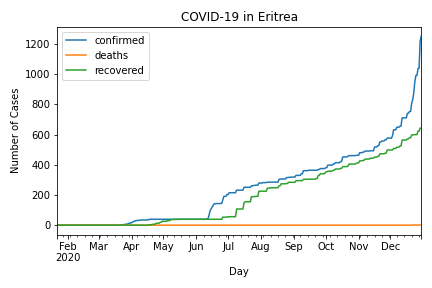 COVID-19 in Eritrea
confirmed
deaths
recovered
Number of Cases
1200
1000
800
600
400
200
0
Feb Mar Apr May Jun Jul Aug Sep Oct Nov Dec
2020
Day